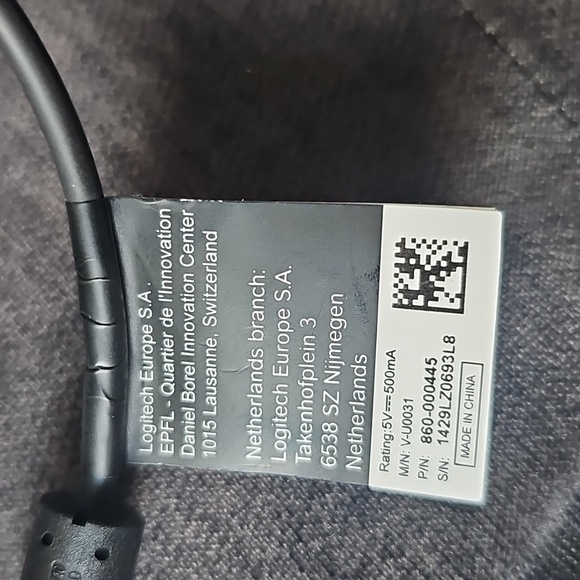 Logitech Europe S.A.
EPFL - Quartier de l'Innovation
Daniel Borel Innovation Center
1015 Lausanne, Switzerland
Netherlands branch:
Logitech Europe S.A.
Takenhofplein 3
6538 SZ Nijmegen
Netherlands
Rating:5V⎓500mA
M/N: V-U0031
P/N: 860-000445
S/N: 1429LZ0693L8
MADE IN CHINA